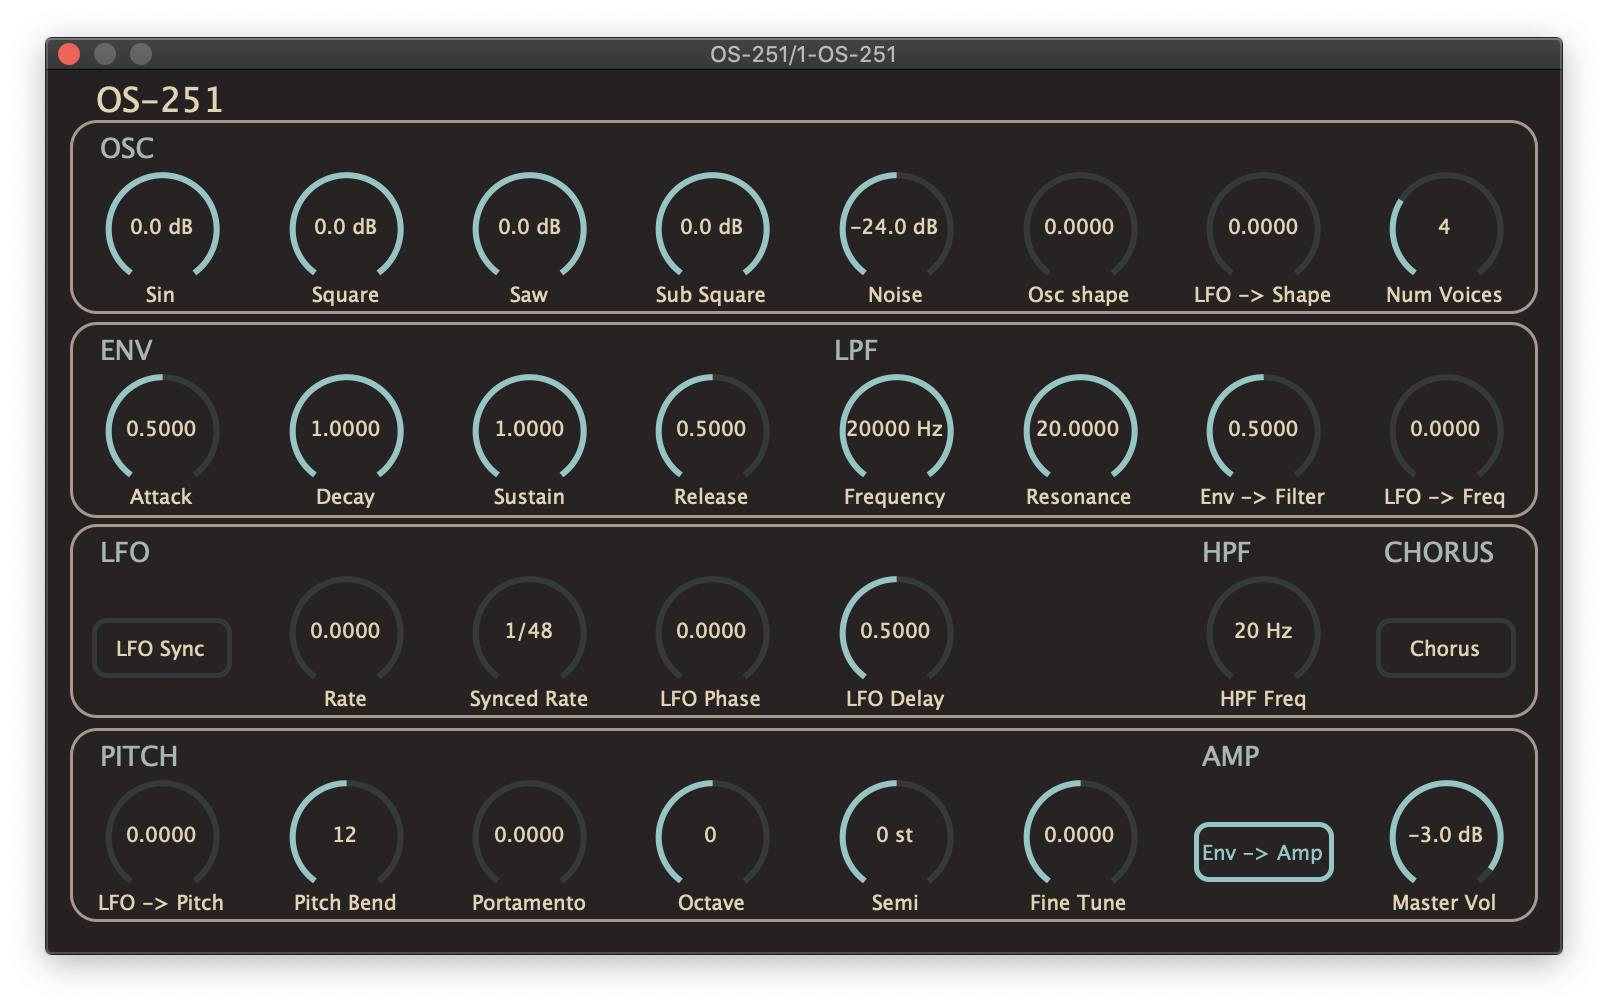 OS-251/1-OS-251
OS-251
OSC
0.0 dB 0.0 dB 0.0 dB 0.0 dB -24.0 dB 0.0000 0.0000 4
Sin Square Saw Sub Square Noise Osc shape LFO -> Shape Num Voices
ENV LPF
0.5000 1.0000 1.0000 0.5000 20000 Hz 20.0000 0.5000 0.0000
Attack Decay Sustain Release Frequency Resonance Env -> Filter LFO -> Freq
LFO HPF CHORUS
0.0000 1/48 0.0000 0.5000 20 Hz
LFO Sync Chorus
Rate Synced Rate LFO Phase LFO Delay HPF Freq
PITCH AMP
0.0000 12 0.0000 0 0 st 0.0000 -3.0 dB
Env -> Amp
LFO -> Pitch Pitch Bend Portamento Octave Semi Fine Tune Master Vol